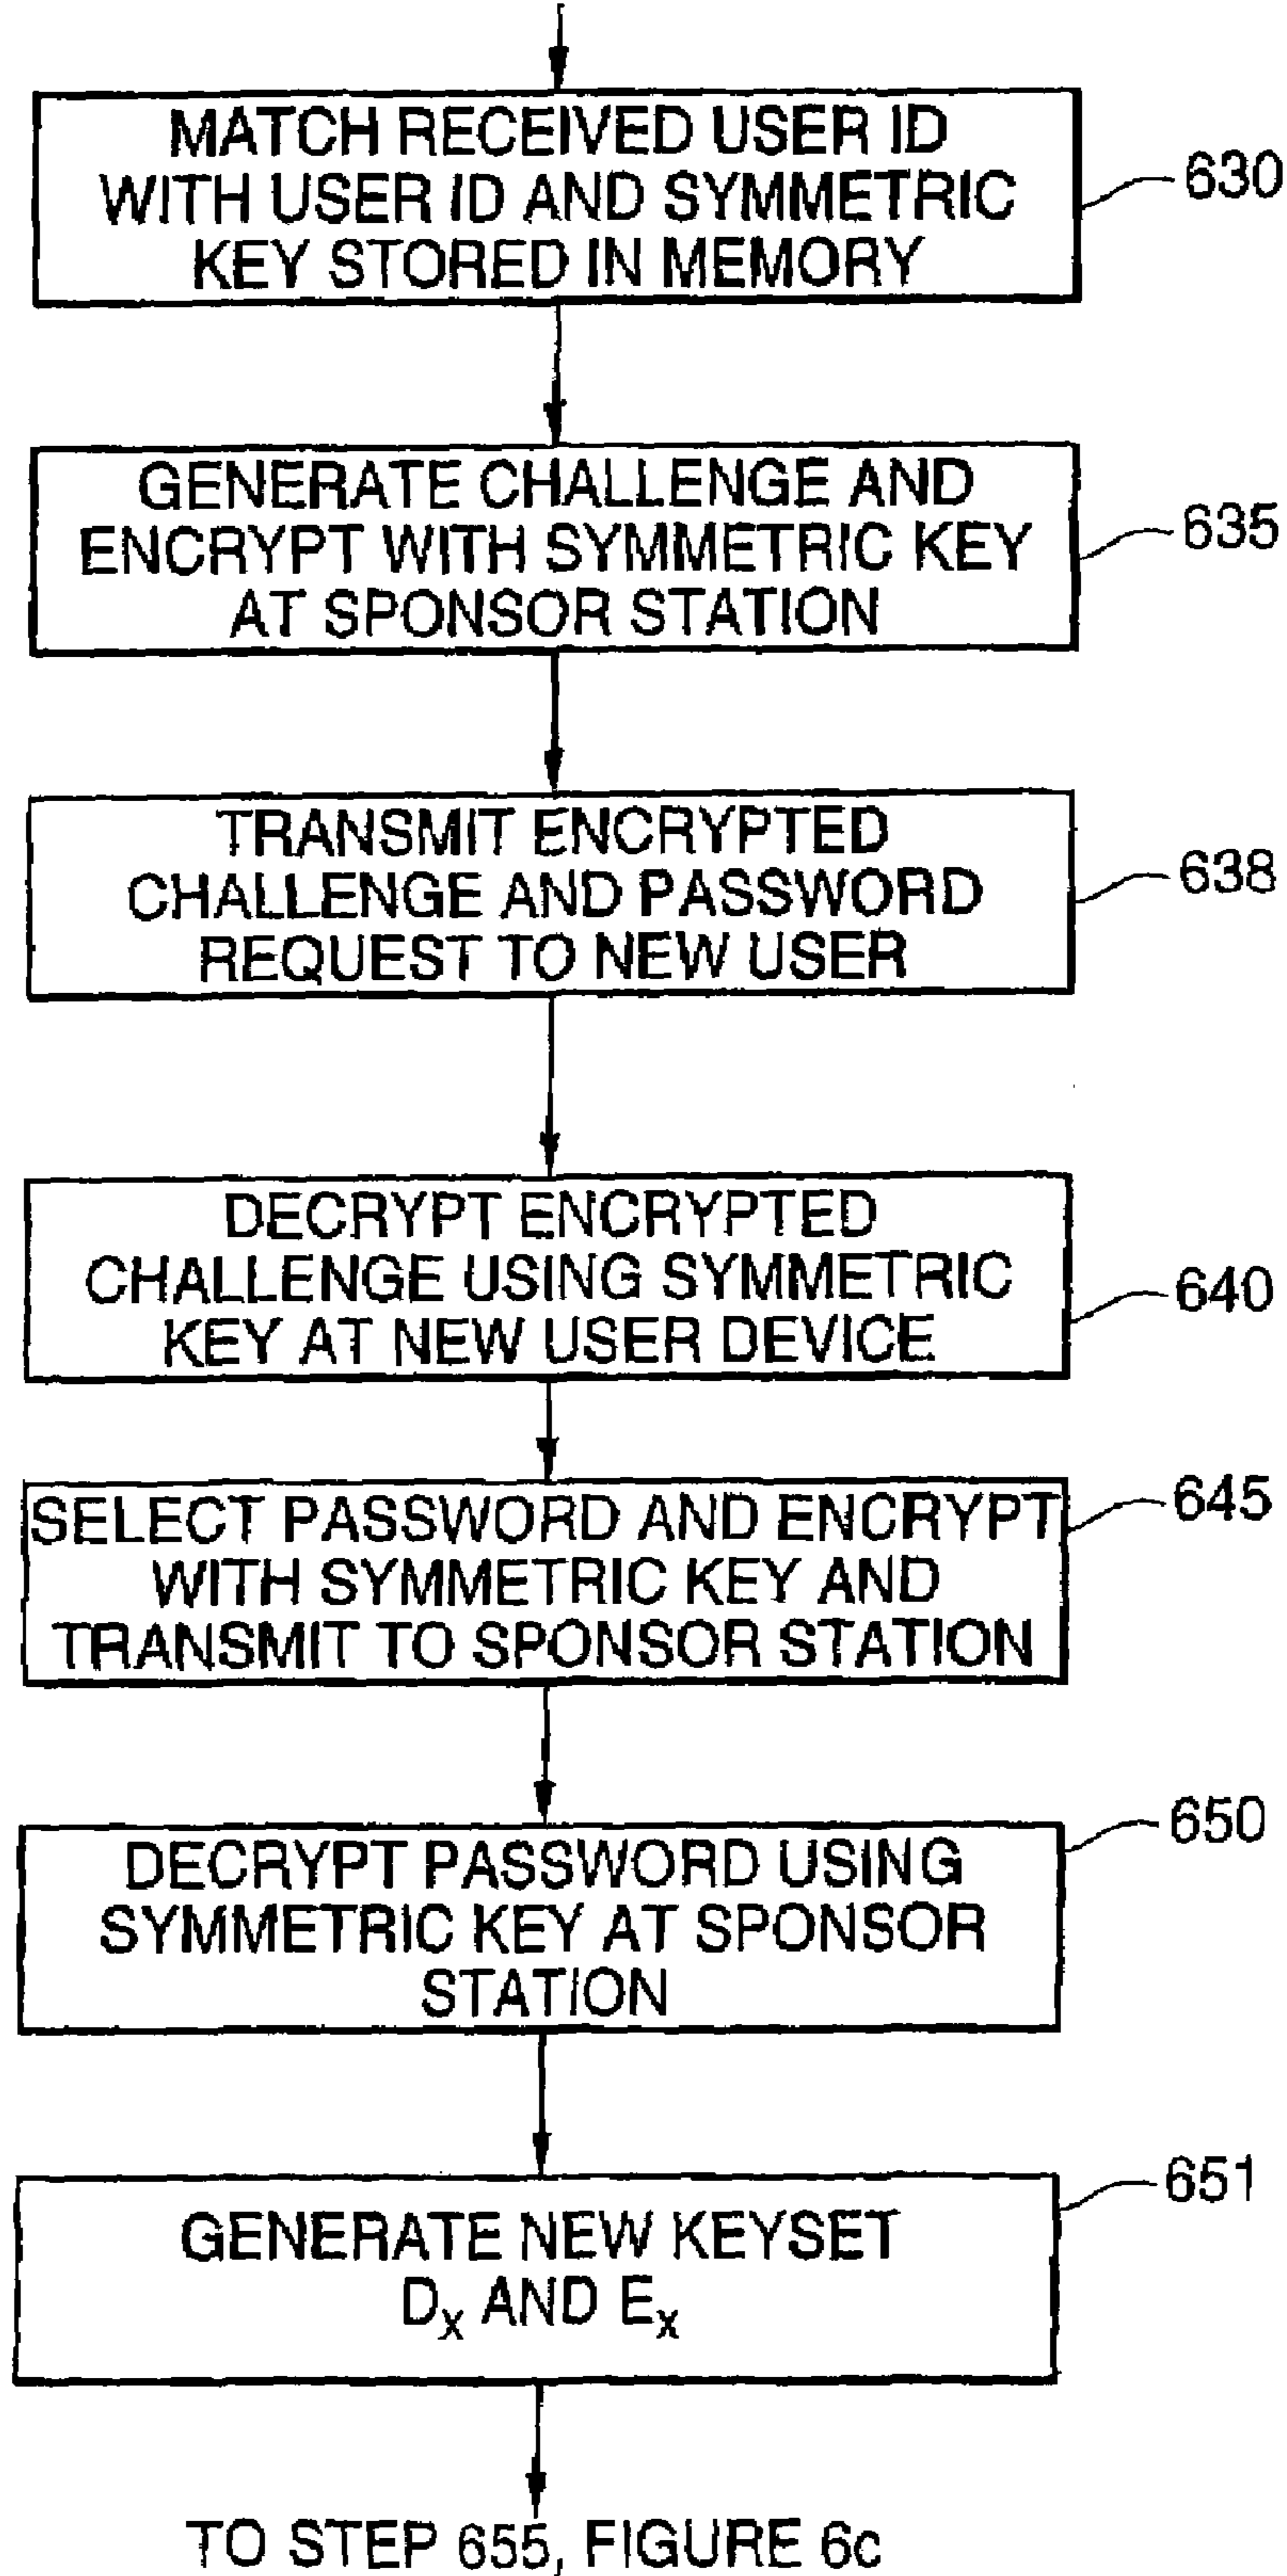 MATCH RECEIVED USER ID
WITH USER ID AND SYMMETRIC
KEY STORED IN MEMORY
630
GENERATE CHALLENGE AND
ENCRYPT WITH SYMMETRIC KEY
AT SPONSOR STATION
635
TRANSMIT ENCRYPTED
CHALLENGE AND PASSWORD
REQUEST TO NEW USER
638
DECRYPT ENCRYPTED
CHALLENGE USING SYMMETRIC
KEY AT NEW USER DEVICE
640
SELECT PASSWORD AND ENCRYPT
WITH SYMMETRIC KEY AND
TRANSMIT TO SPONSOR STATION
645
DECRYPT PASSWORD USING
SYMMETRIC KEY AT SPONSOR
STATION
650
GENERATE NEW KEYSET
Dₓ AND Eₓ
651
TO STEP 655, FIGURE 6c